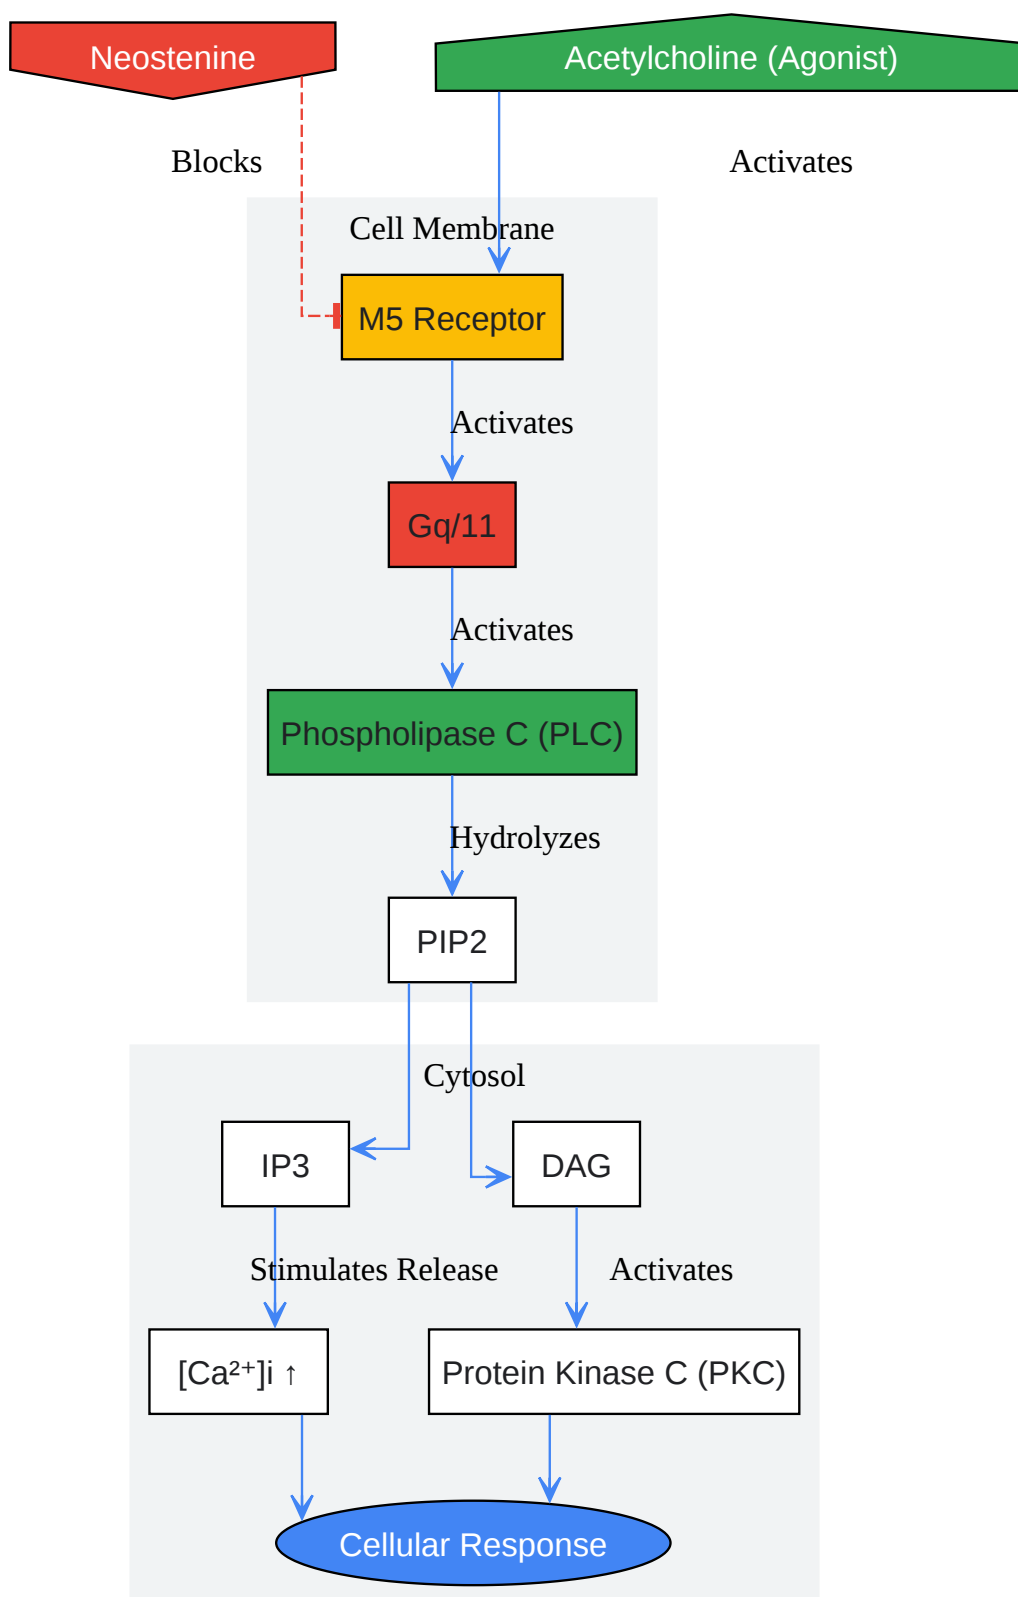 Neostenine
Acetylcholine (Agonist)
Blocks
Activates
Cell Membrane
M5 Receptor
Activates
Gq/11
Activates
Phospholipase C (PLC)
Hydrolyzes
PIP2
Cytosol
IP3
DAG
Stimulates Release
Activates
[Ca²⁺]i ↑
Protein Kinase C (PKC)
Cellular Response